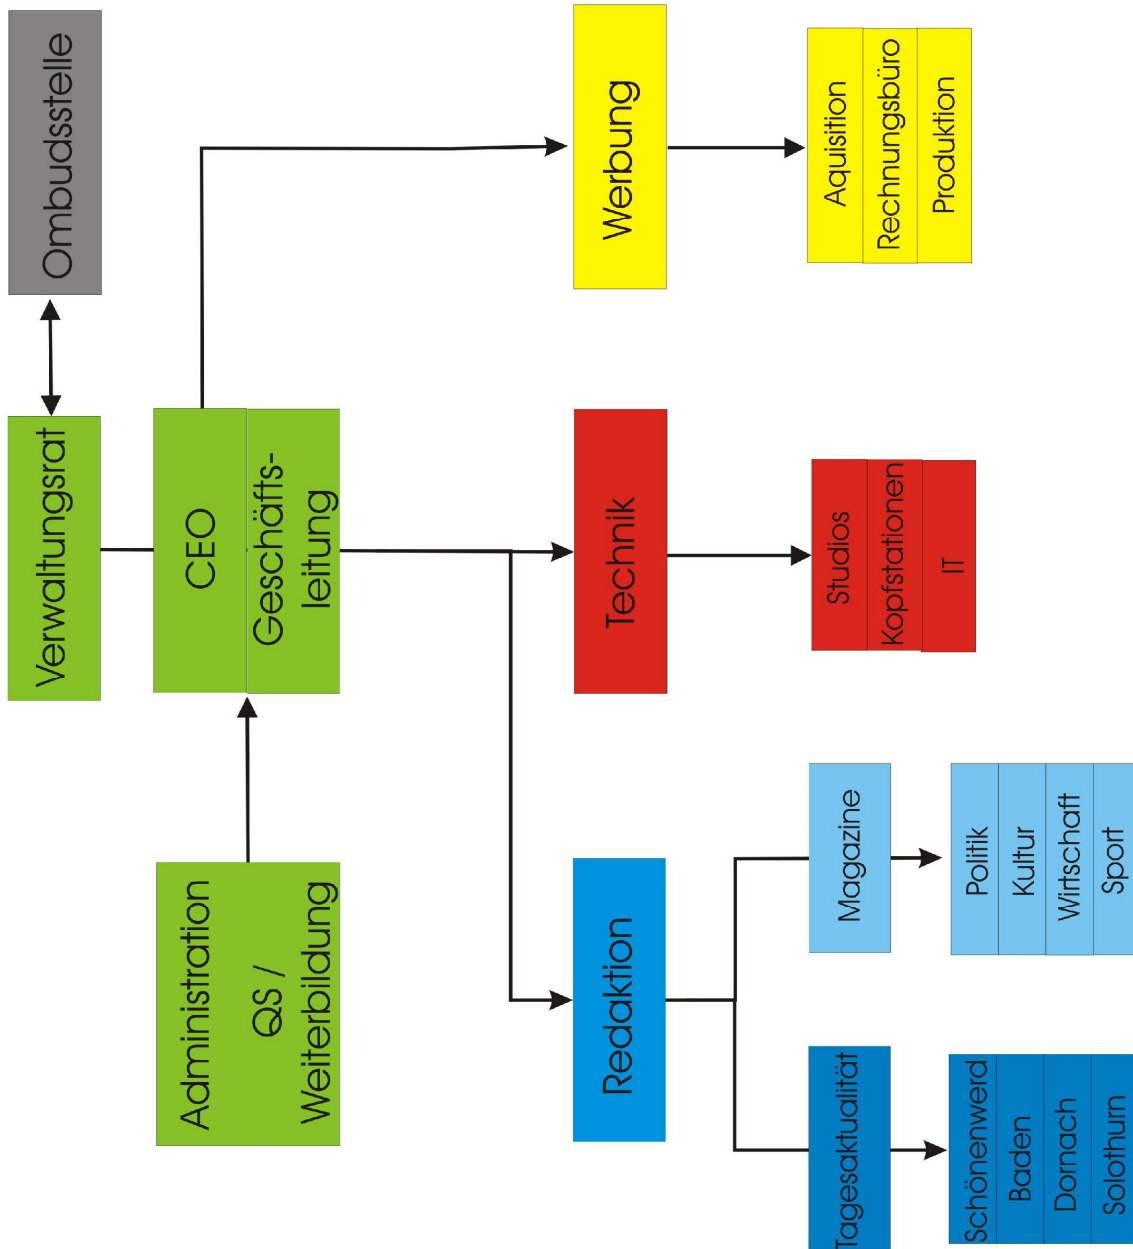 Verwaltungsrat
Ombudsstelle
Administration
QS /
Weiterbildung
CEO
Geschäfts-
leitung
Redaktion
Technik
Werbung
Tagesaktualität
Schönenwerd
Baden
Dornach
Solothurn
Magazine
Politik
Kultur
Wirtschaft
Sport
Studios
Kopfstationen
IT
Aquisition
Rechnungsbüro
Produktion